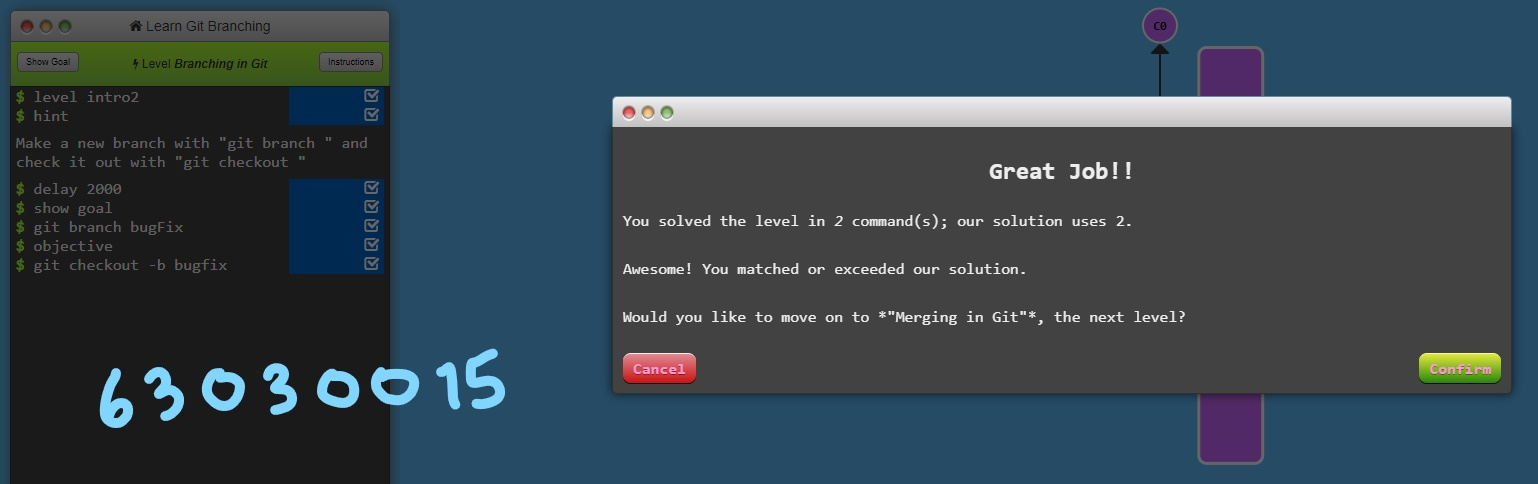 Learn Git Branching
Show Goal
Level Branching in Git
Instructions
$ level intro2
$ hint
Make a new branch with "git branch " and
check it out with "git checkout "
$ delay 2000
$ show goal
$ git branch bugFix
$ objective
$ git checkout -b bugfix
63030015
C0
Great Job!!
You solved the level in 2 command(s); our solution uses 2.
Awesome! You matched or exceeded our solution.
Would you like to move on to *"Merging in Git"*, the next level?
Cancel
Confirm